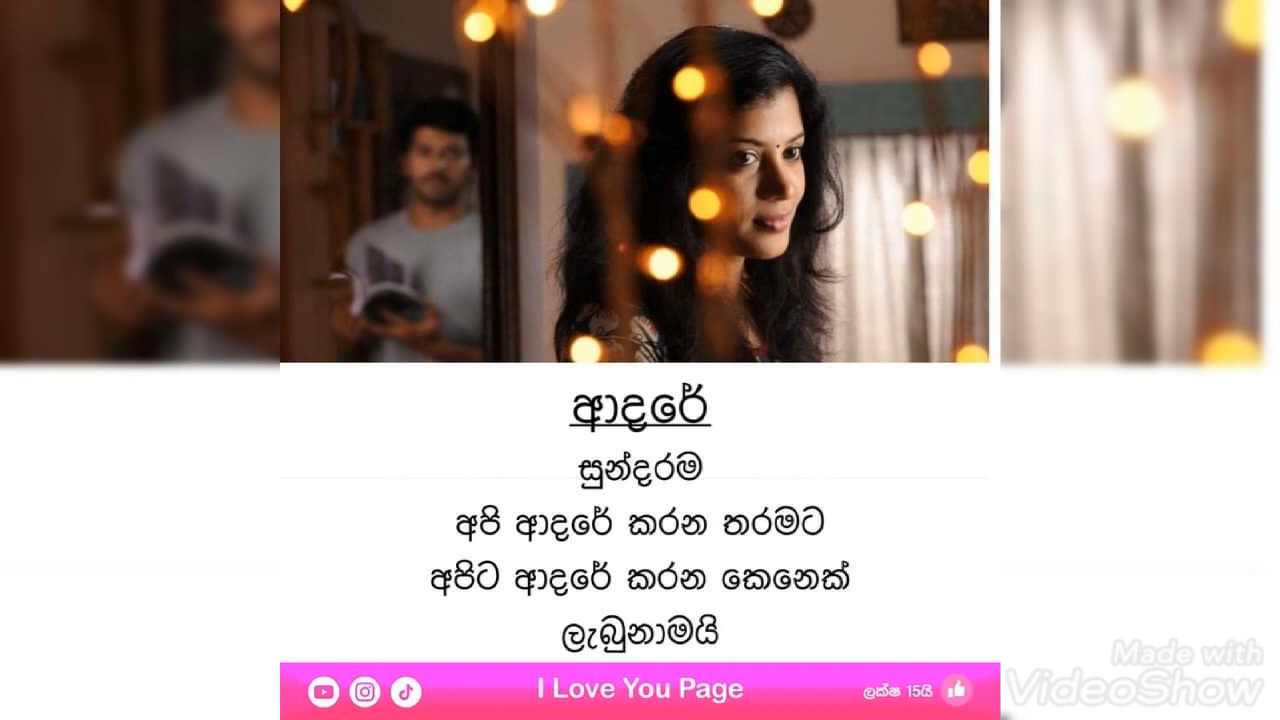 ආදරේ
සුන්දරම
අපි ආදරේ කරන තරමට
අපිට ආදරේ කරන කෙනෙක්
ලැබුනාමයි
I Love You Page
ලක්ෂ 15යි
Made with
VideoShow